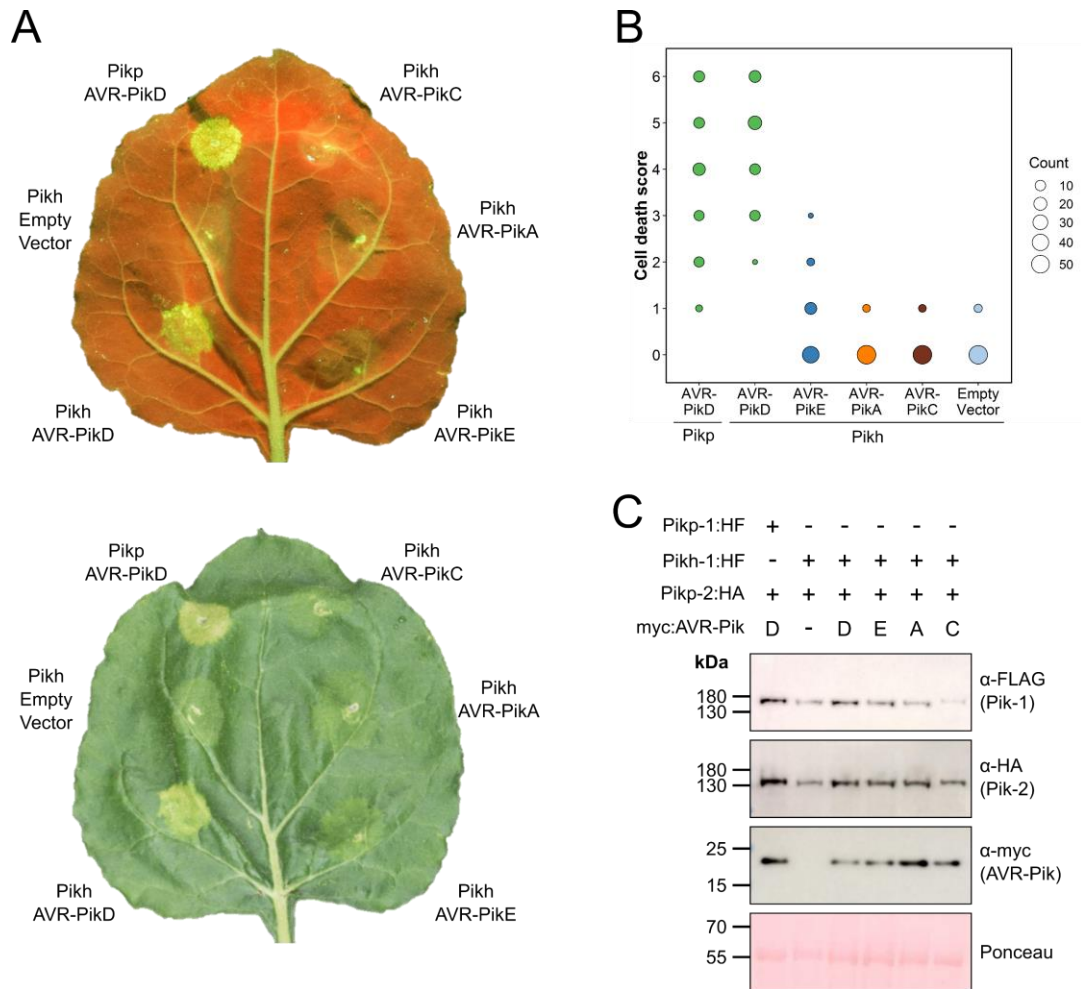 A
Pikp
AVR-PikD
Pikh
AVR-PikC
Pikh
Empty
Vector
Pikh
AVR-PikA
Pikh
AVR-PikD
Pikh
AVR-PikE
Pikp
AVR-PikD
Pikh
AVR-PikC
Pikh
Empty
Vector
Pikh
AVR-PikA
Pikh
AVR-PikD
Pikh
AVR-PikE
B
Cell death score
6
5
4
3
2
1
0
AVR-PikD AVR-PikD AVR-PikE AVR-PikA AVR-PikC Empty Vector
Pikp Pikh
Count
10
20
30
40
50
C
Pikp-1:HF + - - - - -
Pikh-1:HF - + + + + +
Pikp-2:HA + + + + + +
myc:AVR-Pik D - D E A C
kDa
180
130
α-FLAG
(Pik-1)
180
130
α-HA
(Pik-2)
25
15
α-myc
(AVR-Pik)
70
55
Ponceau